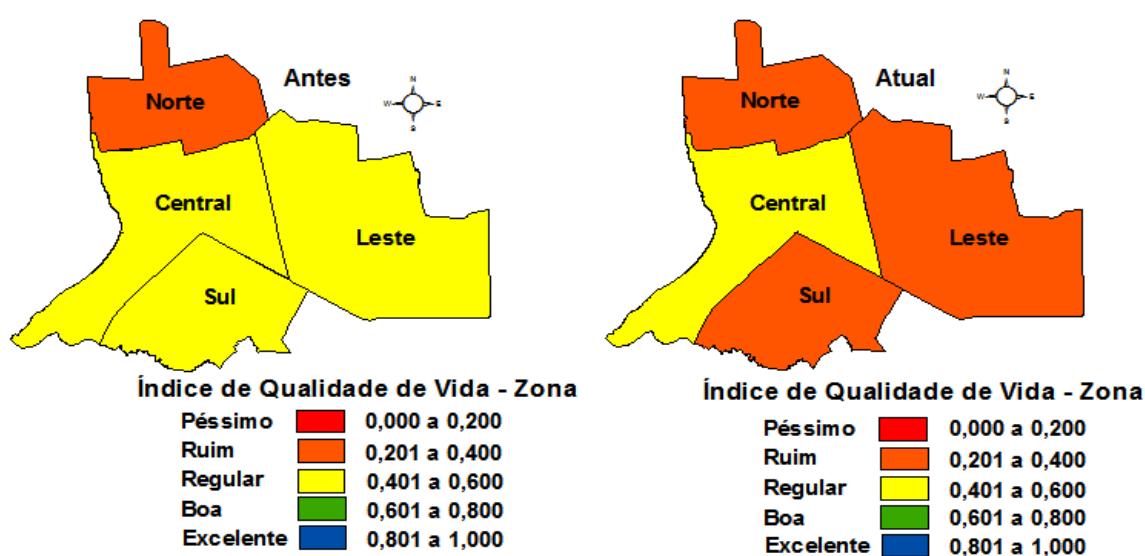 Antes
N
W
E
S
Norte
Central
Leste
Sul
Índice de Qualidade de Vida - Zona
Péssimo 0,000 a 0,200
Ruim 0,201 a 0,400
Regular 0,401 a 0,600
Boa 0,601 a 0,800
Excelente 0,801 a 1,000
Atual
N
W
E
S
Norte
Central
Leste
Sul
Índice de Qualidade de Vida - Zona
Péssimo 0,000 a 0,200
Ruim 0,201 a 0,400
Regular 0,401 a 0,600
Boa 0,601 a 0,800
Excelente 0,801 a 1,000